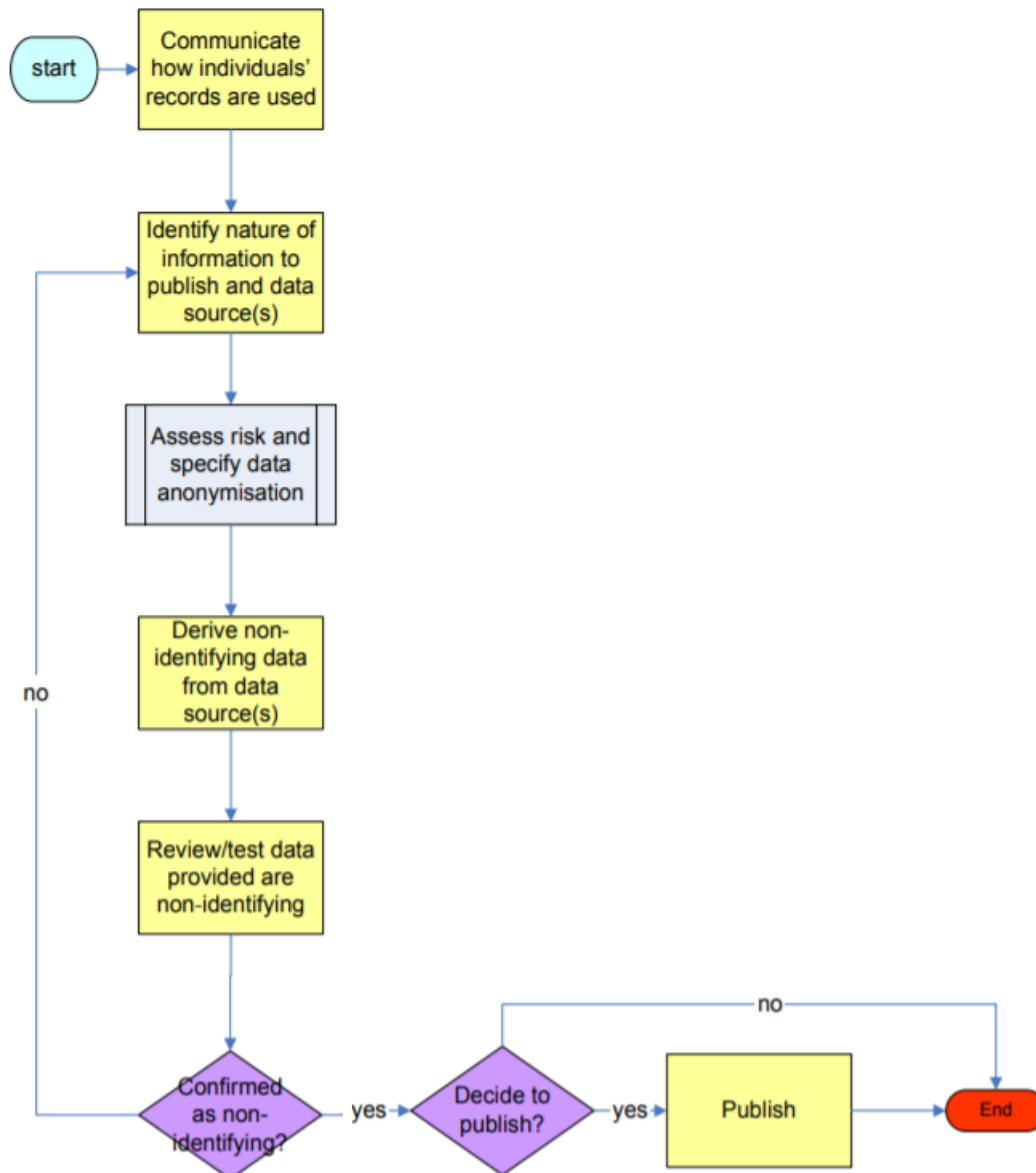 start
Communicate
how individuals’
records are used
Identify nature of
information to
publish and data
source(s)
Assess risk and
specify data
anonymisation
Derive non-
identifying data
from data
source(s)
no
Review/test data
provided are
non-identifying
no
Confirmed
as non-
identifying?
yes
Decide to
publish?
yes
Publish
End